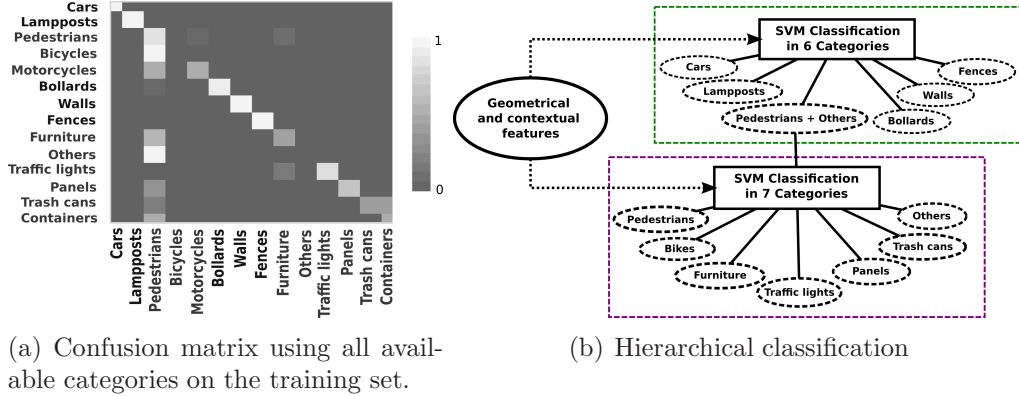 Cars
Lampposts
Pedestrians
Bicycles
Motorcycles
Bollards
Walls
Fences
Furniture
Others
Traffic lights
Panels
Trash cans
Containers
Cars
Lampposts
Pedestrians
Bicycles
Motorcycles
Bollards
Walls
Fences
Furniture
Others
Traffic lights
Panels
Trash cans
Containers
1
0
Geometrical
and contextual
features
SVM Classification
in 6 Categories
Cars
Lampposts
Pedestrians + Others
Bollards
Walls
Fences
SVM Classification
in 7 Categories
Pedestrians
Bikes
Furniture
Traffic lights
Panels
Trash cans
Others
(a) Confusion matrix using all avail-
able categories on the training set.
(b) Hierarchical classification